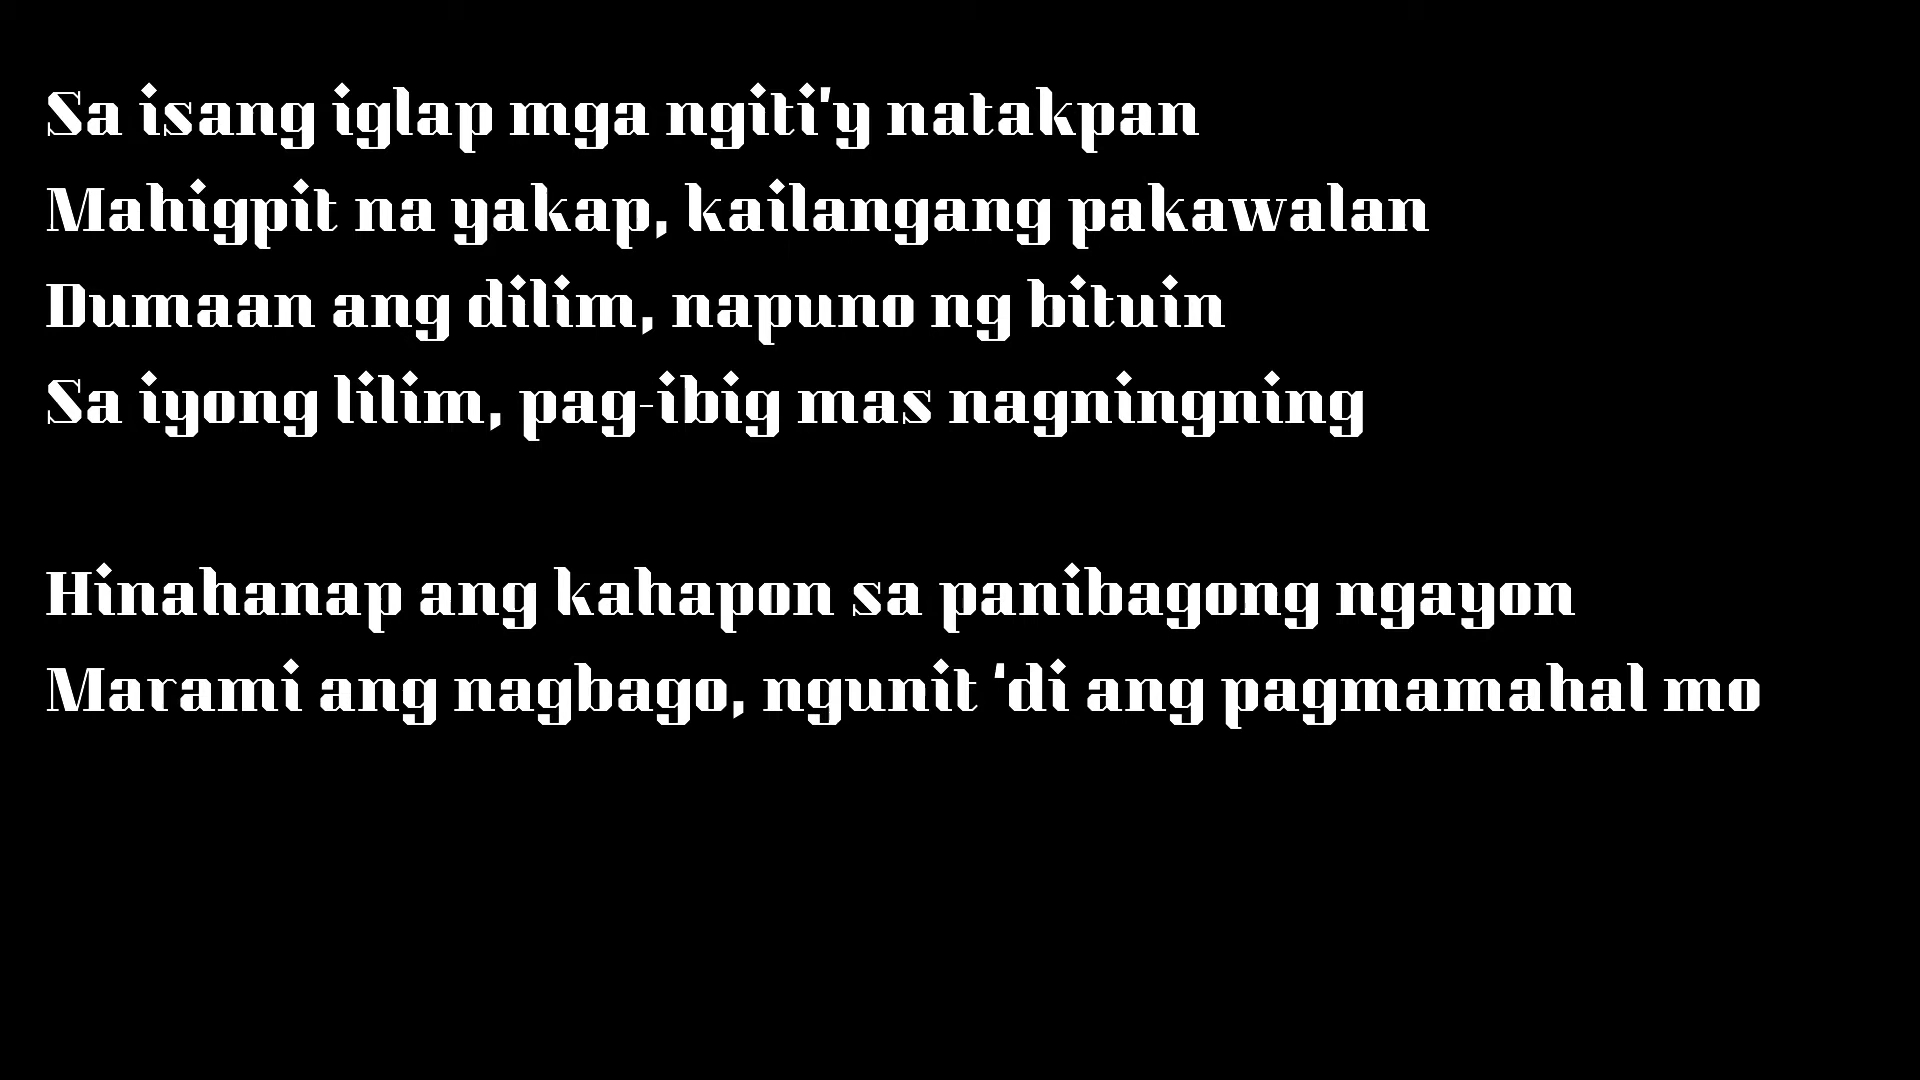 Sa isang iglap mga ngiti'y natakpan
Mahigpit na yakap, kailangang pakawalan
Dumaan ang dilim, napuno ng bituin
Sa iyong lilim, pag-ibig mas nagningning
Hinahanap ang kahapon sa panibagong ngayon
Marami ang nagbago, ngunit 'di ang pagmamahal mo